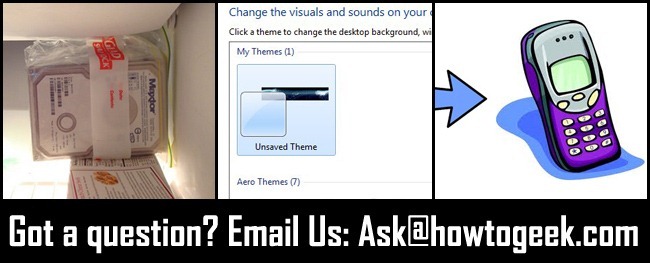 Maxtor
Change the visuals and sounds on your
Click a theme to change the desktop background, wi
My Themes (1)
Unsaved Theme
Aero Themes (7)
Got a question? Email Us: Ask@howtogeek.com